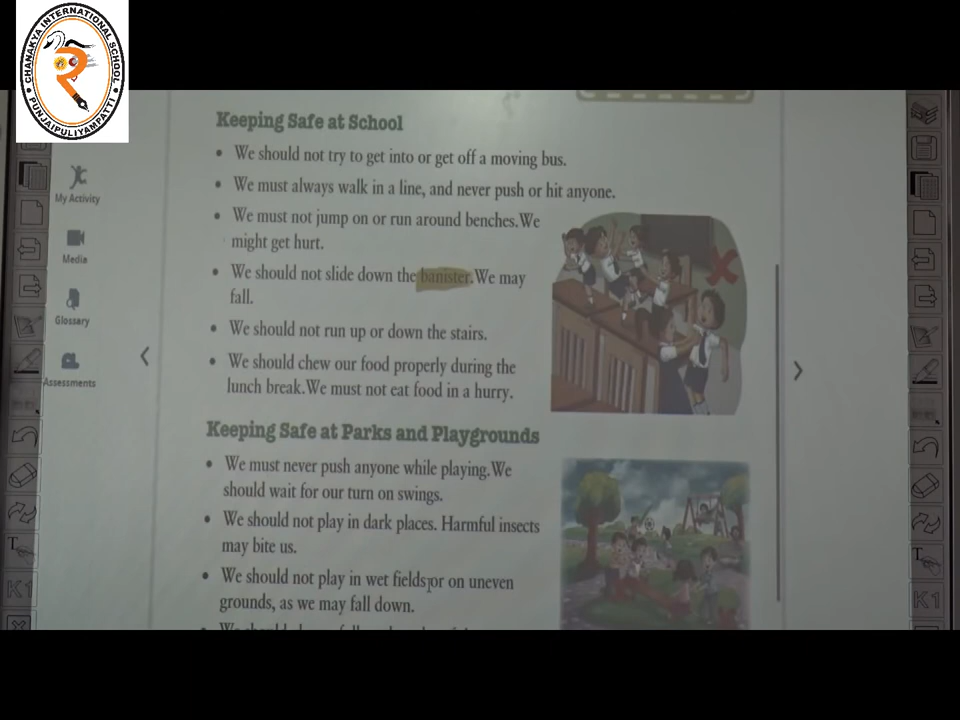 CHANAKYA INTERNATIONAL SCHOOL
PUNJAIPULIYAMPATTI
My Activity
Media
Glossary
Assessments
Keeping Safe at School
• We should not try to get into or get off a moving bus.
• We must always walk in a line, and never push or hit anyone.
• We must not jump on or run around benches.We
might get hurt.
• We should not slide down the banister.We may
fall.
• We should not run up or down the stairs.
• We should chew our food properly during the
lunch break.We must not eat food in a hurry.
Keeping Safe at Parks and Playgrounds
• We must never push anyone while playing.We
should wait for our turn on swings.
• We should not play in dark places. Harmful insects
may bite us.
• We should not play in wet fields or on uneven
grounds, as we may fall down.
T
K1
T
K1